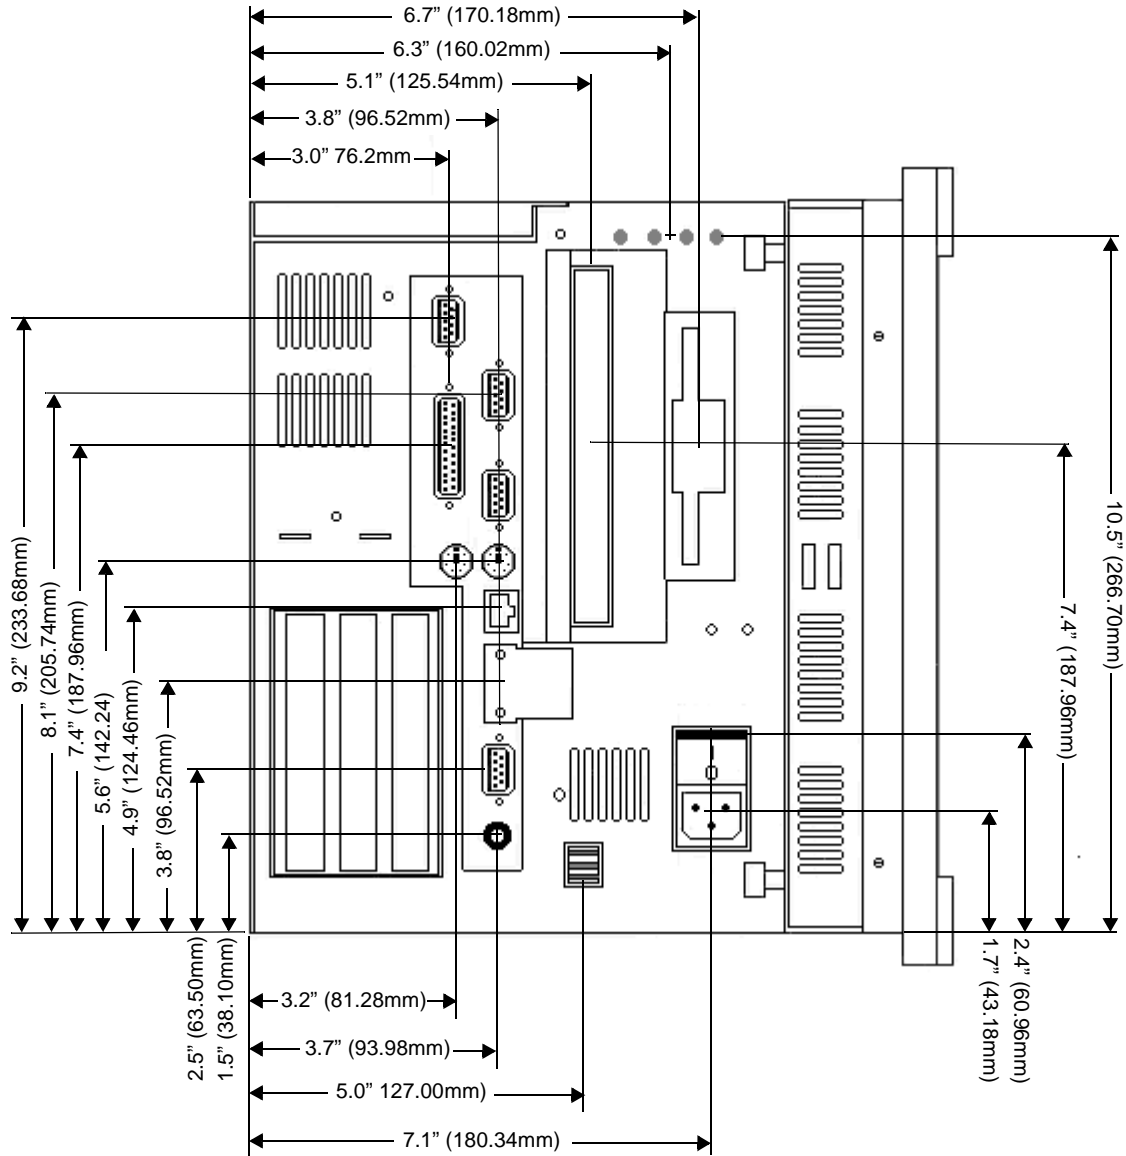 6.7” (170.18mm)
6.3” (160.02mm)
5.1” (125.54mm)
3.8” (96.52mm)
3.0” 76.2mm
9.2” (233.68mm)
8.1” (205.74mm)
7.4” (187.96mm)
5.6” (142.24)
4.9” (124.46mm)
3.8” (96.52mm)
2.5” (63.50mm)
1.5” (38.10mm)
10.5” (266.70mm)
7.4” (187.96mm)
2.4” (60.96mm)
1.7” (43.18mm)
3.2” (81.28mm)
3.7” (93.98mm)
5.0” 127.00mm)
7.1” (180.34mm)